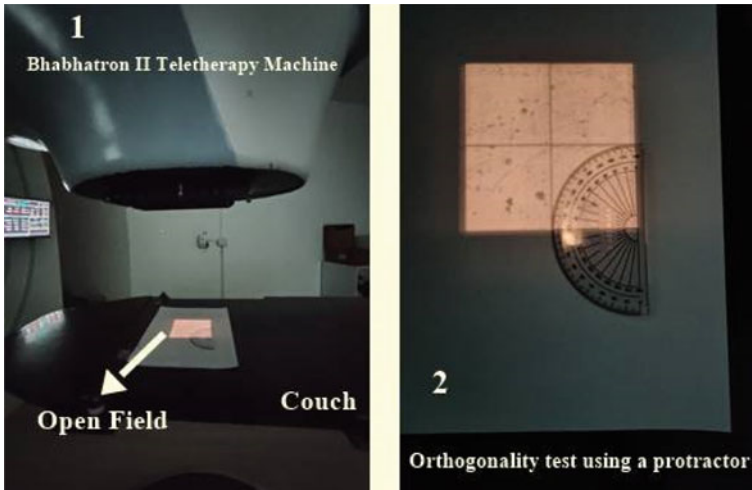 1
Bhabhatron II Teletherapy Machine
Open Field
Couch
2
Orthogonality test using a protractor